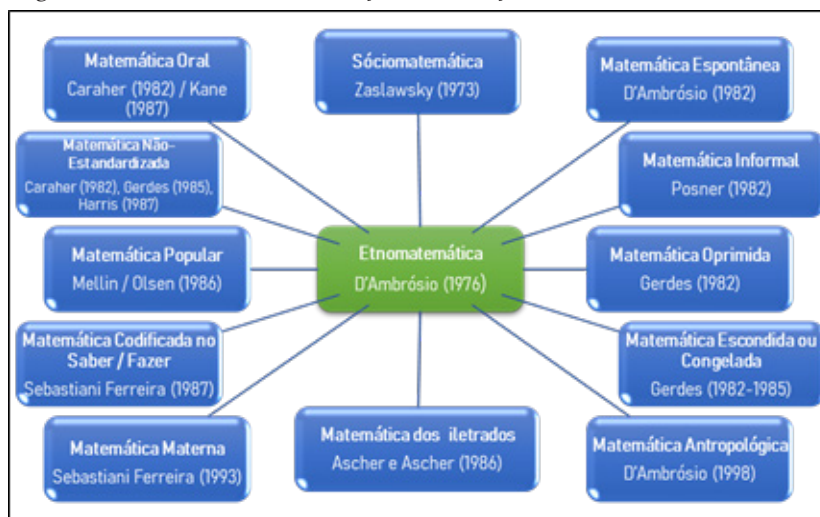 Matemática Oral
Caraher (1982) / Kane
(1987)
Sóciomatemática
Zaslawsky (1973)
Matemática Espontânea
D'Ambrósio (1982)
Matemática Não-
Estandardizada
Caraher (1982), Gerdes (1985),
Harris (1987)
Matemática Informal
Posner (1982)
Matemática Popular
Mellin / Olsen (1986)
Etnomatemática
D'Ambrósio (1976)
Matemática Oprimida
Gerdes (1982)
Matemática Codificada no
Saber / Fazer
Sebastiani Ferreira (1987)
Matemática Escondida ou
Congelada
Gerdes (1982-1985)
Matemática Materna
Sebastiani Ferreira (1993)
Matemática dos iletrados
Ascher e Ascher (1986)
Matemática Antropológica
D'Ambrósio (1998)